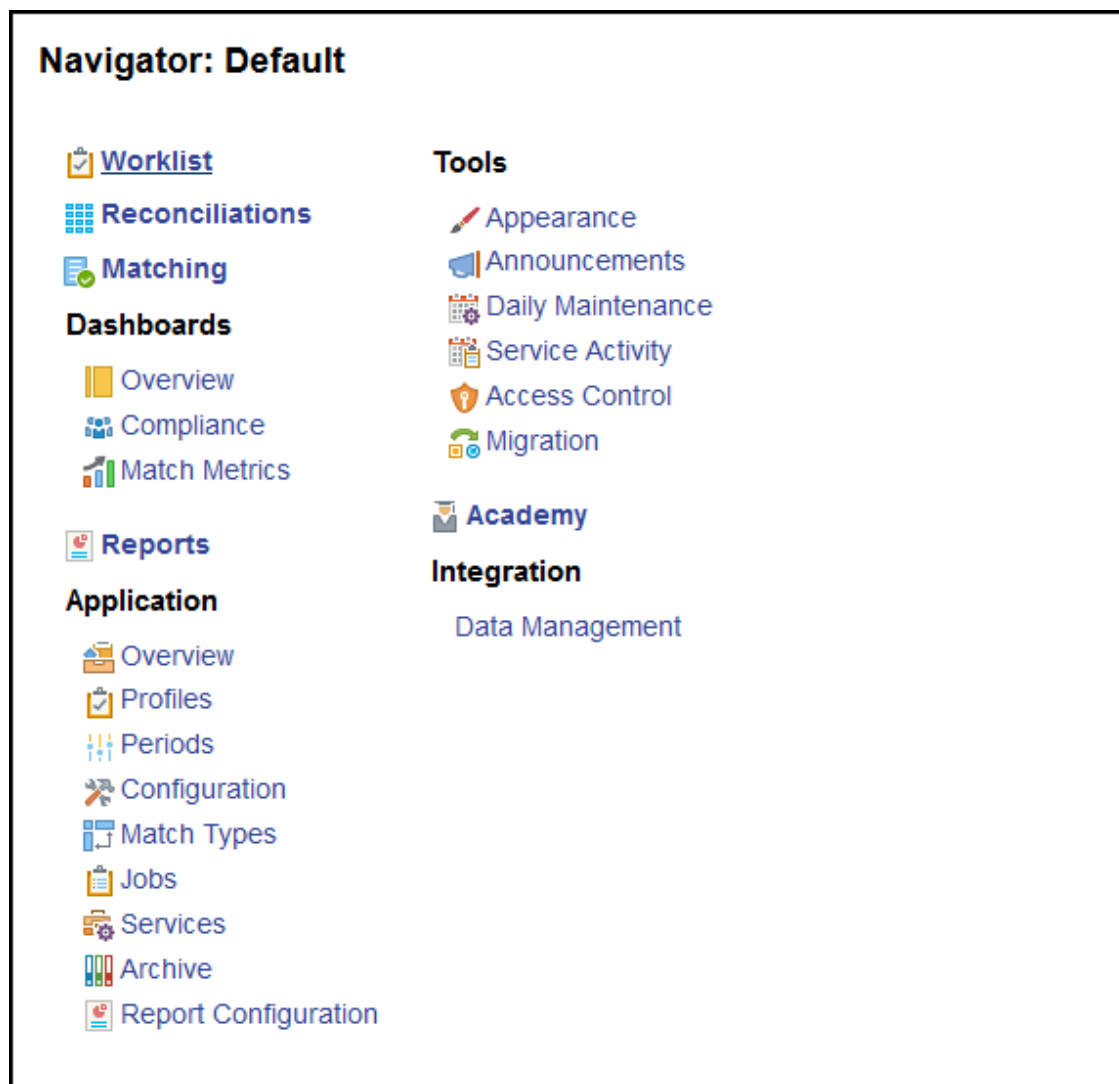 Navigator: Default
Worklist
Reconciliations
Matching
Dashboards
Overview
Compliance
Match Metrics
Reports
Application
Overview
Profiles
Periods
Configuration
Match Types
Jobs
Services
Archive
Report Configuration
Tools
Appearance
Announcements
Daily Maintenance
Service Activity
Access Control
Migration
Academy
Integration
Data Management